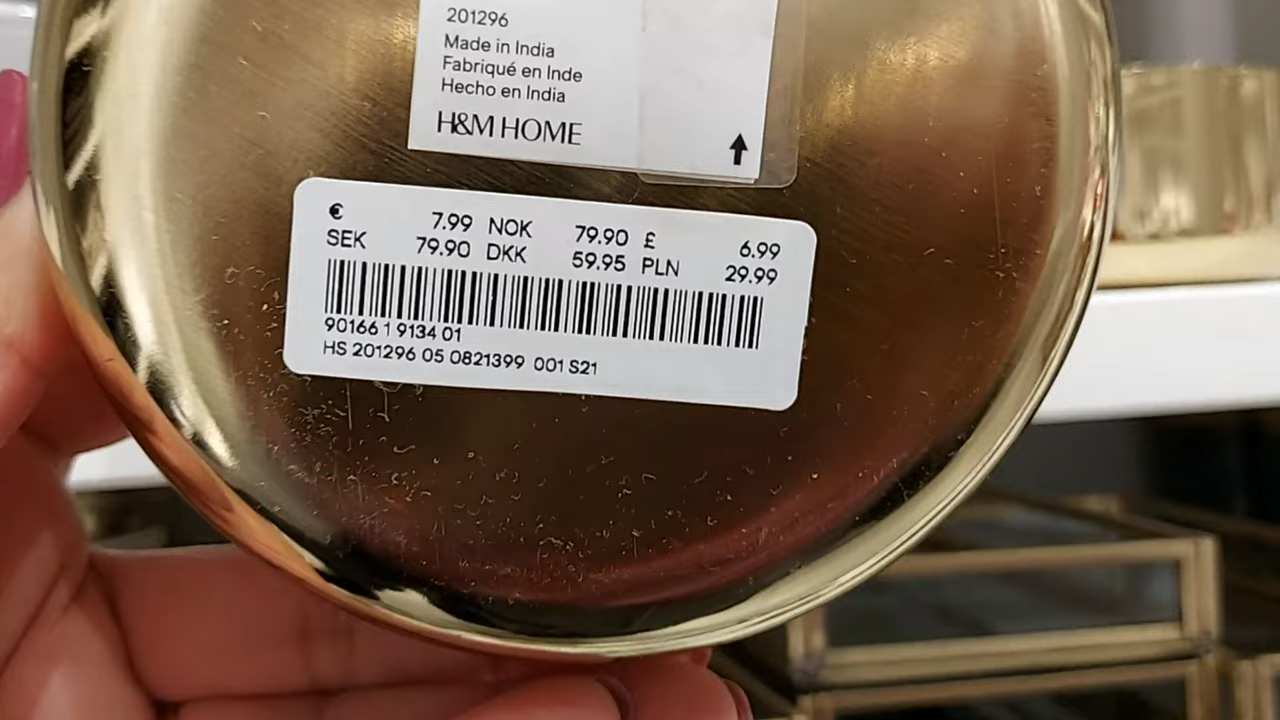 201296
Made in India
Fabriqué en Inde
Hecho en India
H&M HOME
€ 7.99 NOK 79.90 £ 6.99
SEK 79.90 DKK 59.95 PLN 29.99
90166 1 9134 01
HS 201296 05 0821399 001 S21